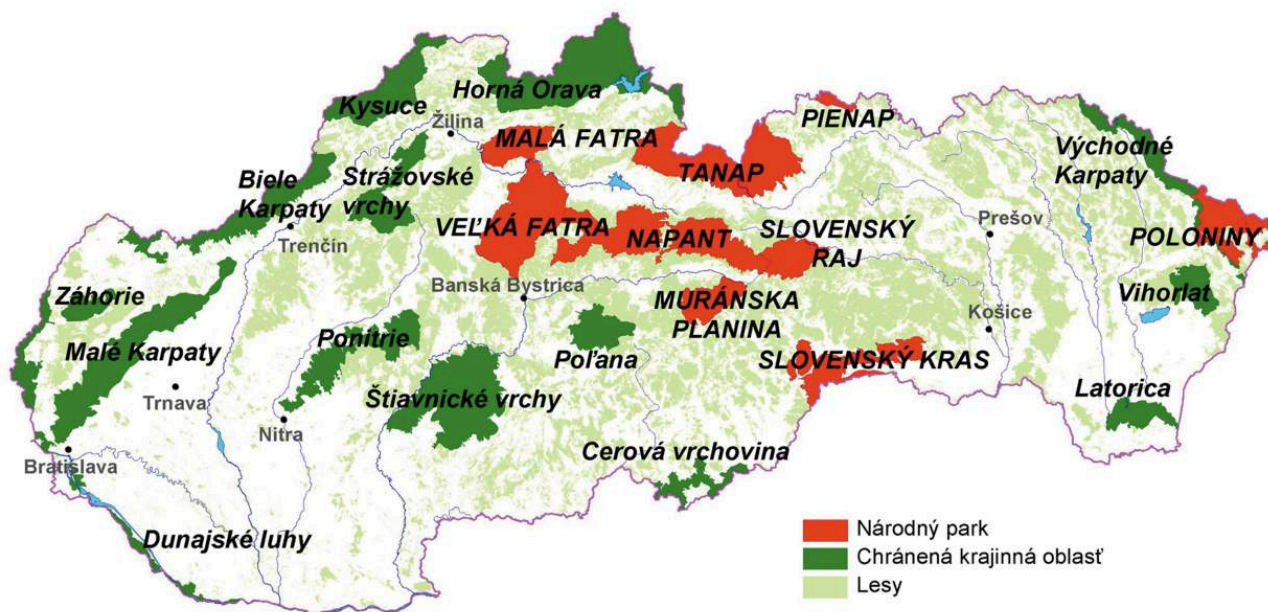 Kysuce
Horná Orava
Žilina
MALÁ FATRA
PIENAP
TANAP
Východné
Karpaty
Biele
Karpaty
Strážovské
vrchy
Trenčín
VEĽKÁ FATRA
NAPANT
SLOVENSKÝ
RAJ
Prešov
POLONINY
Záhorie
Banská Bystrica
MURÁNSKA
PLANINA
Vihorlat
Malé Karpaty
Ponitrie
Poľana
Košice
SLOVENSKÝ KRAS
Trnava
Štiavnické vrchy
Nitra
Latorica
Bratislava
Cerová vrchovina
Dunajské luhy
Národný park
Chránená krajinná oblasť
Lesy